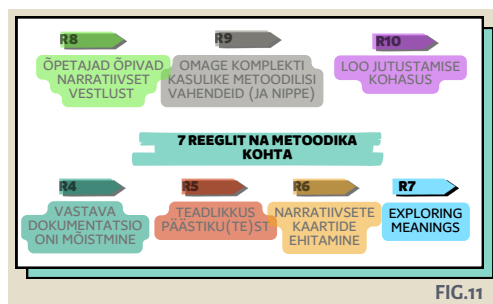 R8
ÕPETAJAD ÕPIVAD
NARRATIIVSET
VESTLUST
R9
OMAGE KOMPLEKTI
KASULIKE METOODILISI
VAHENDEID (JA NIPPE)
R10
LOO JUTUSTAMISE
KOHASUS
7 REEGLIT NA METOODIKA
KOHTA
R4
VASTAVA
DOKUMENTATSIO
ONI MÕISTMINE
R5
TEADLIKKUS
PÄÄSTIKU(TE)ST
R6
NARRATIIVSETE
KAARTIDE
EHITAMINE
R7
EXPLORING
MEANINGS
FIG.11